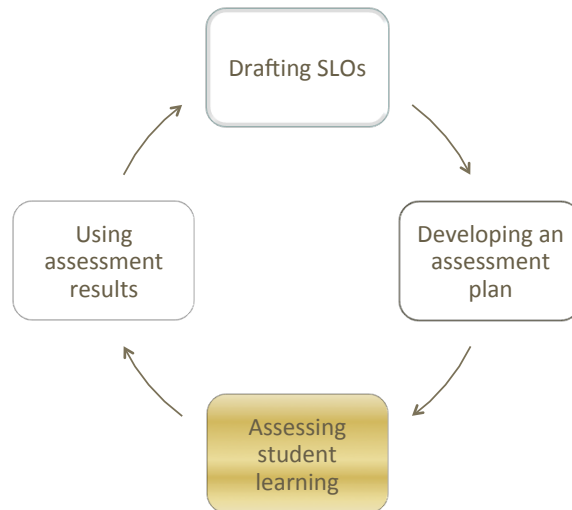 Drafting SLOs
Developing an
assessment
plan
Assessing
student
learning
Using
assessment
results